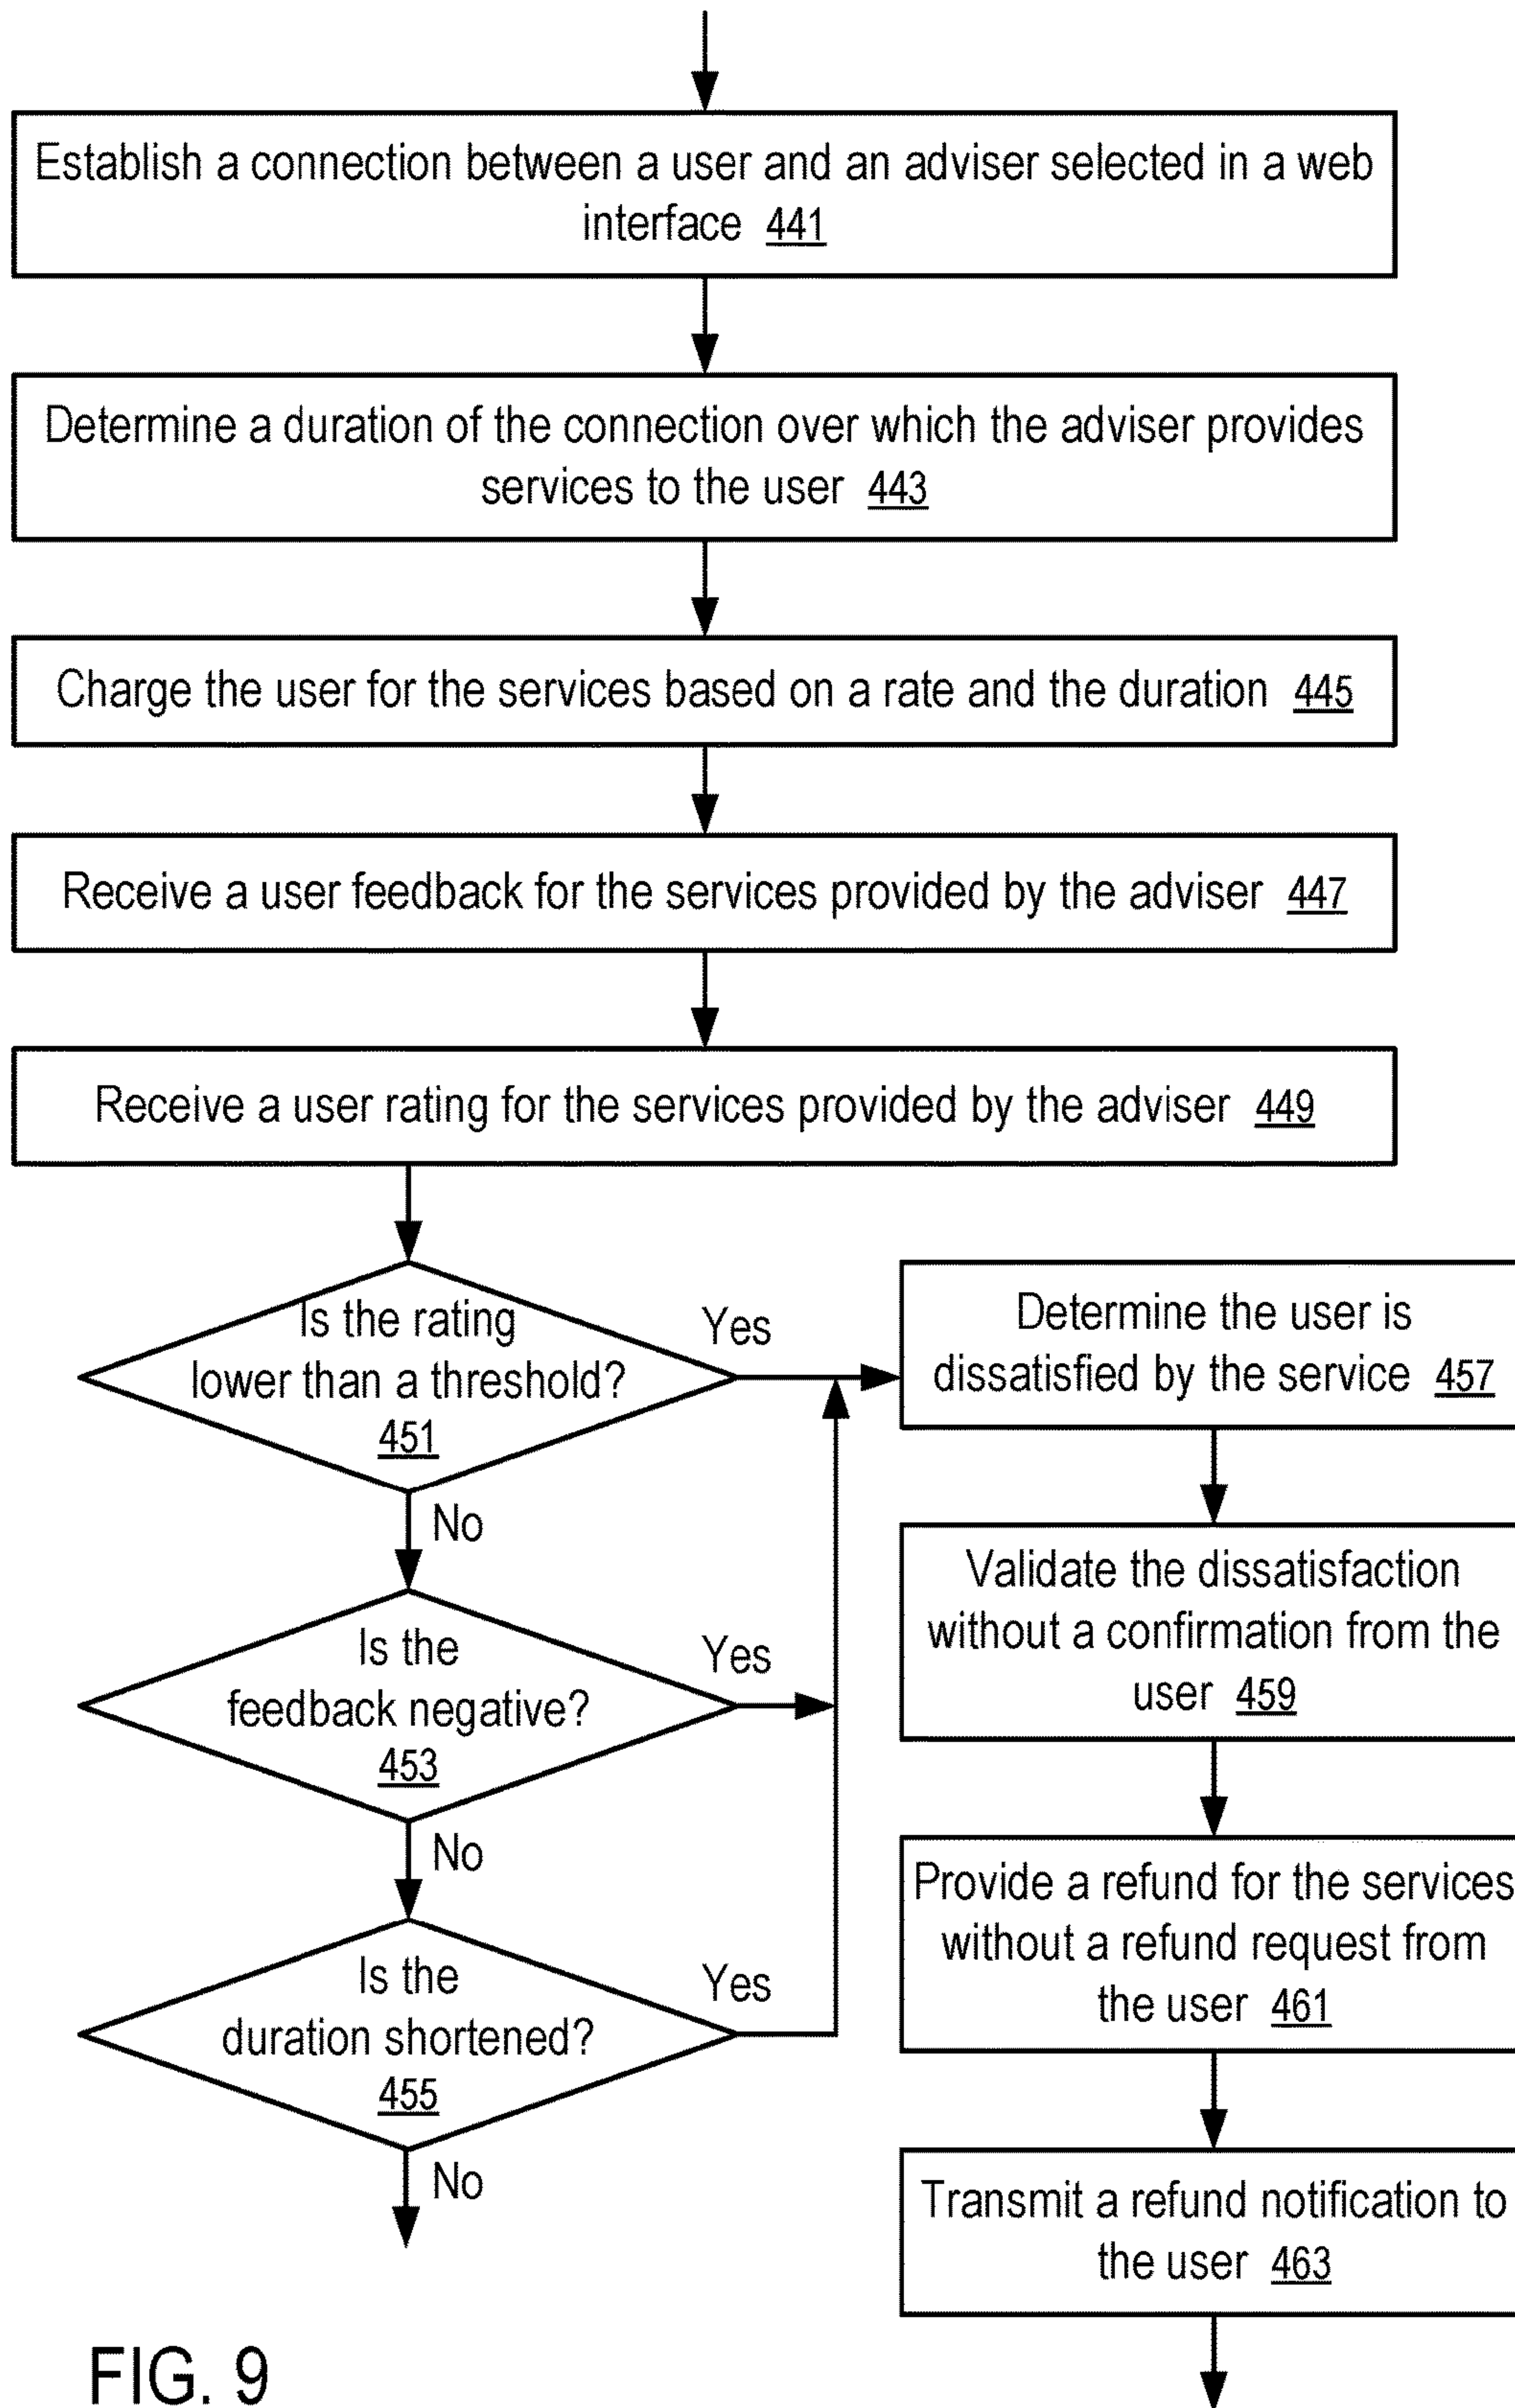 Establish a connection between a user and an adviser selected in a web
interface 441
Determine a duration of the connection over which the adviser provides
services to the user 443
Charge the user for the services based on a rate and the duration 445
Receive a user feedback for the services provided by the adviser 447
Receive a user rating for the services provided by the adviser 449
Is the rating
lower than a threshold?
451
Yes
No
Determine the user is
dissatisfied by the service 457
Is the
feedback negative?
453
Yes
No
Validate the dissatisfaction
without a confirmation from the
user 459
Is the
duration shortened?
455
Yes
No
Provide a refund for the services
without a refund request from
the user 461
Transmit a refund notification to
the user 463
FIG. 9